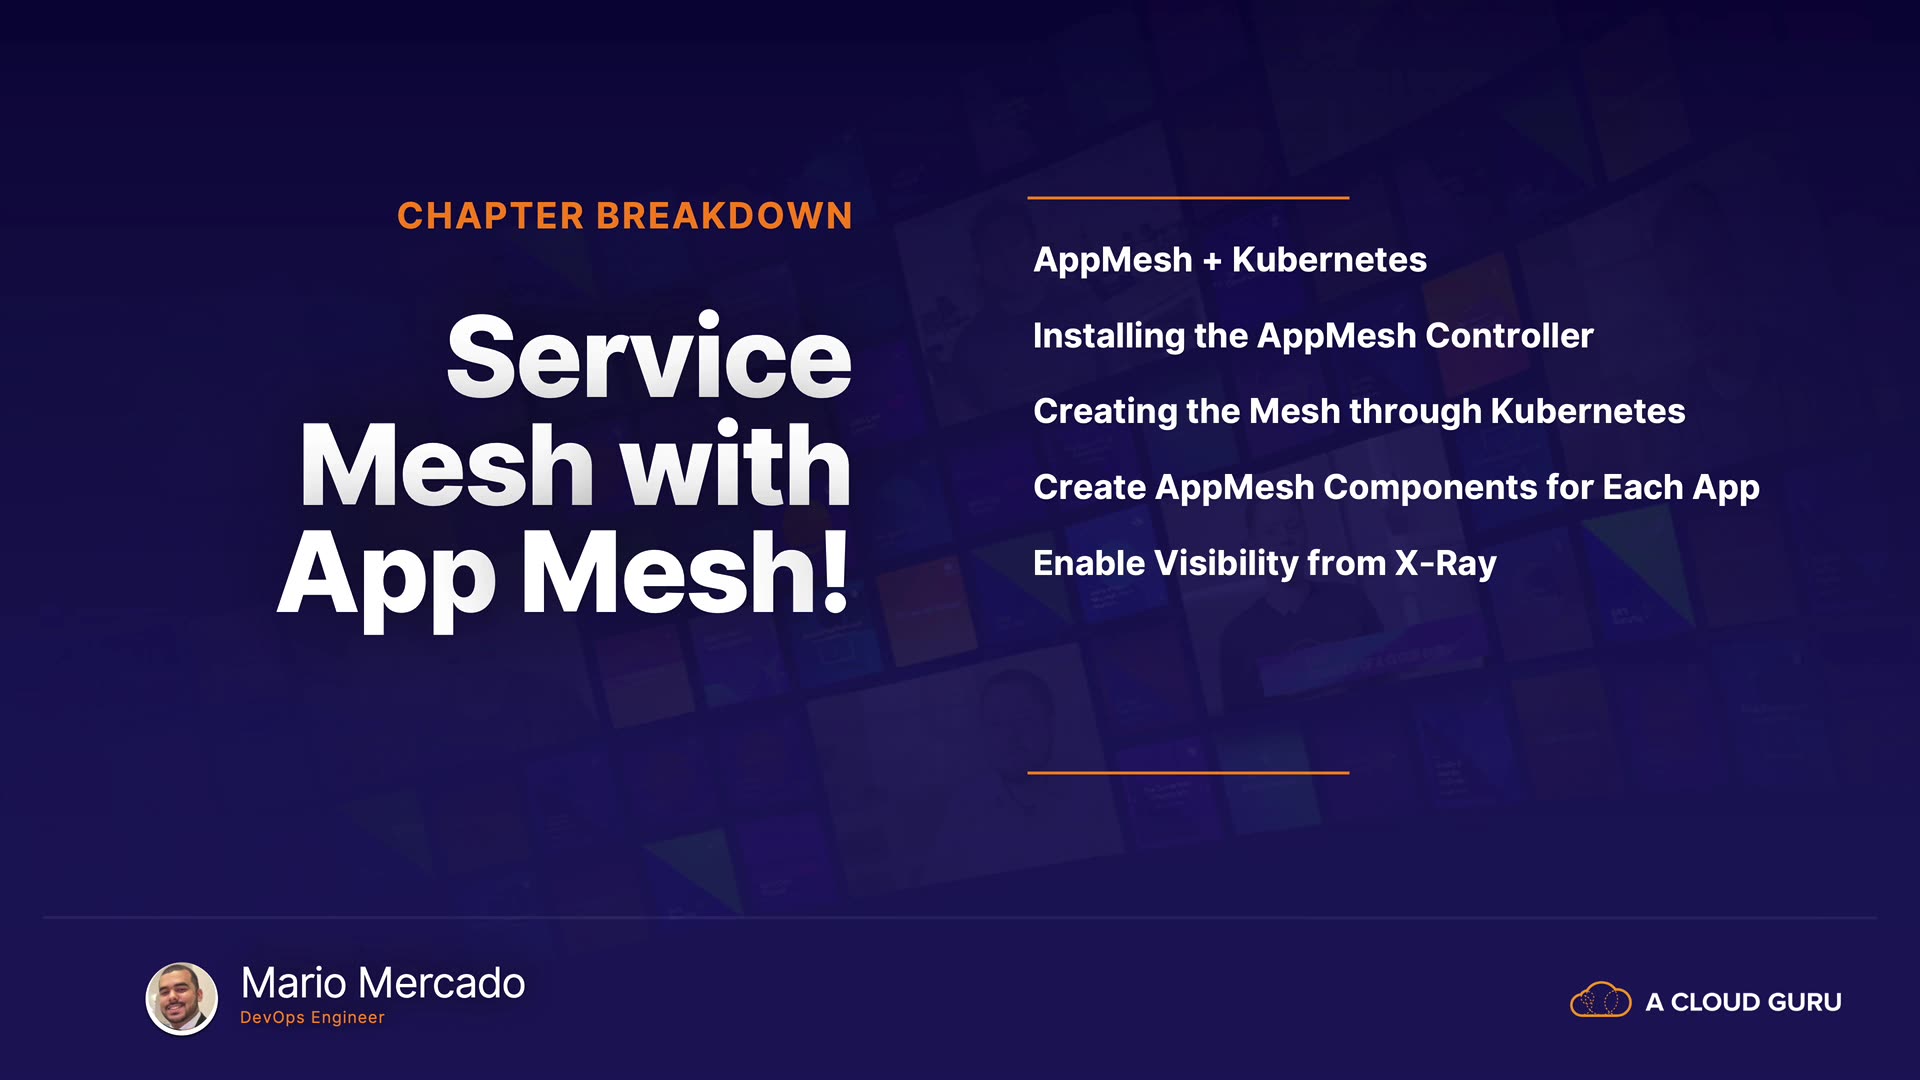 CHAPTER BREAKDOWN
Service
Mesh with
App Mesh!
AppMesh + Kubernetes
Installing the AppMesh Controller
Creating the Mesh through Kubernetes
Create AppMesh Components for Each App
Enable Visibility from X-Ray
Mario Mercado
DevOps Engineer
A CLOUD GURU